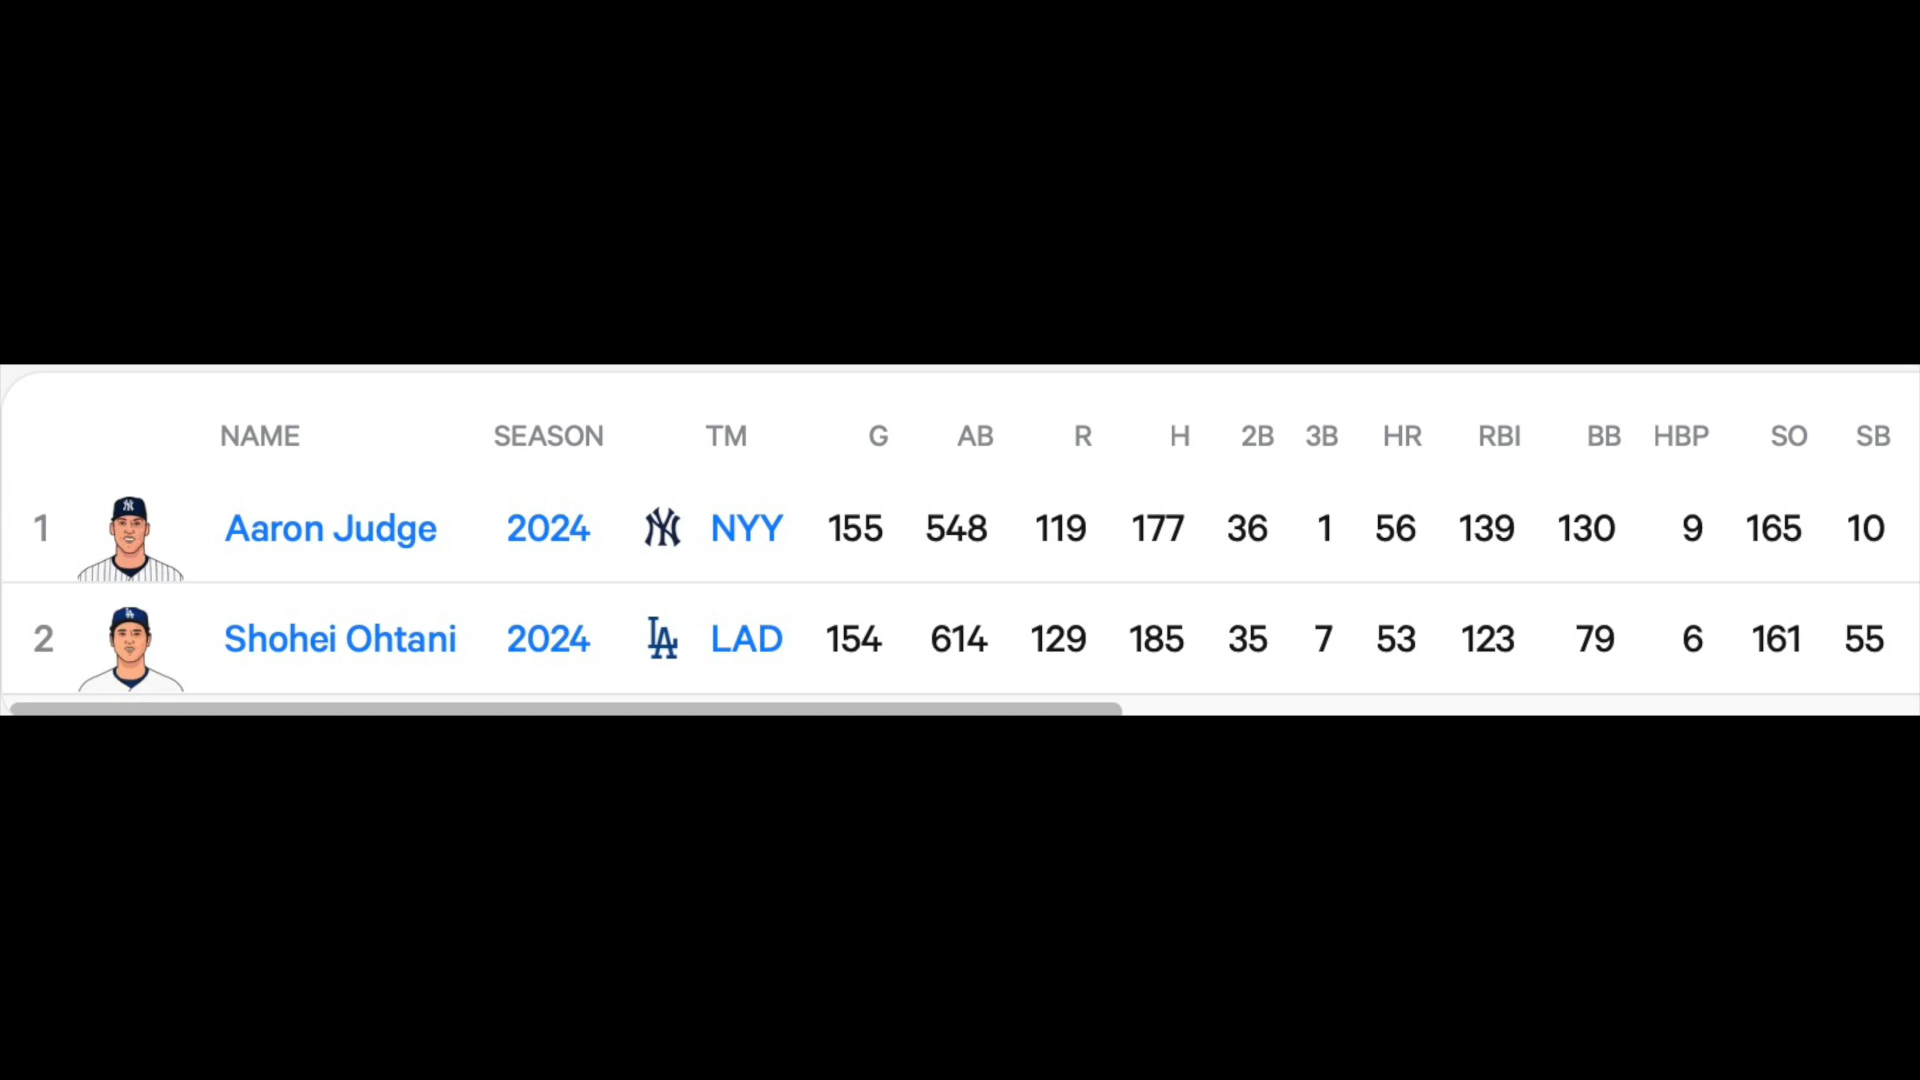 NAME SEASON TM G AB R H 2B 3B HR RBI BB HBP SO SB
1 Aaron Judge 2024 NYY 155 548 119 177 36 1 56 139 130 9 165 10
2 Shohei Ohtani 2024 LAD 154 614 129 185 35 7 53 123 79 6 161 55